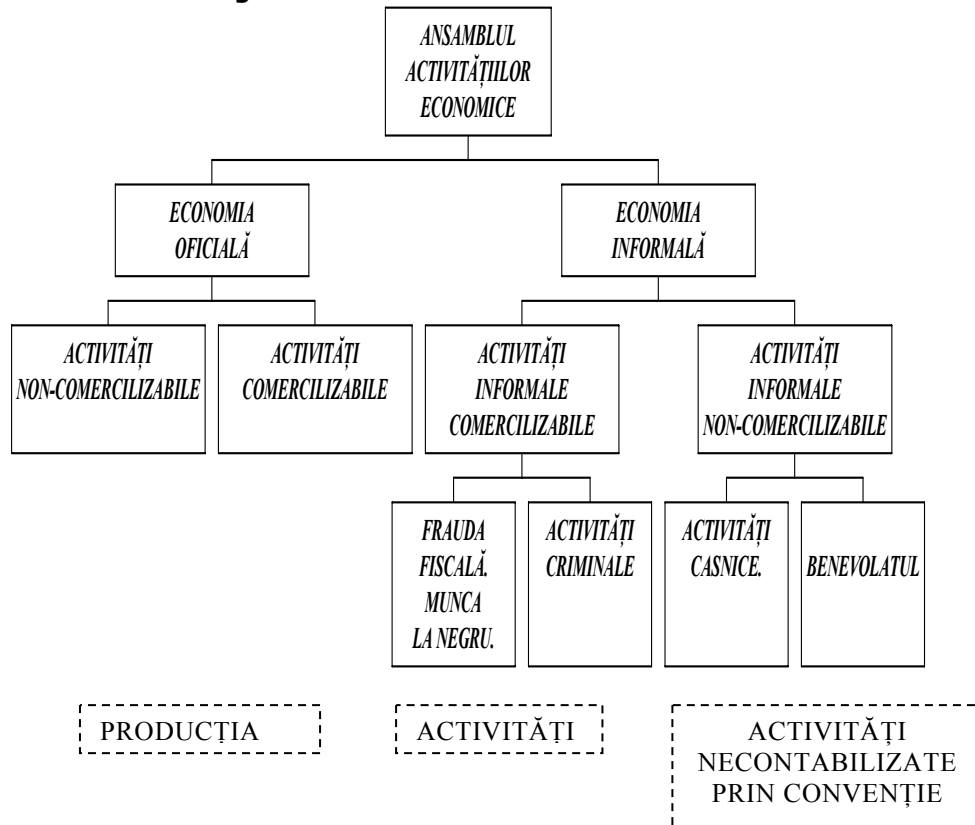 ANSAMBLUL
ACTIVITĂȚIILOR
ECONOMICE
ECONOMIA
OFICIALĂ
ECONOMIA
INFORMALĂ
ACTIVITĂȚI
NON-COMERCILIZABILE
ACTIVITĂȚI
COMERCILIZABILE
ACTIVITĂȚI
INFORMALE
COMERCILIZABILE
ACTIVITĂȚI
INFORMALE
NON-COMERCILIZABILE
FRAUDA
FISCALĂ.
MUNCA
LA NEGRU.
ACTIVITĂȚI
CRIMINALE
ACTIVITĂȚI
CASNICE.
BENEVOLATUL
PRODUCȚIA
ACTIVITĂȚI
ACTIVITĂȚI
NECONTABILIZATE
PRIN CONVENȚIE